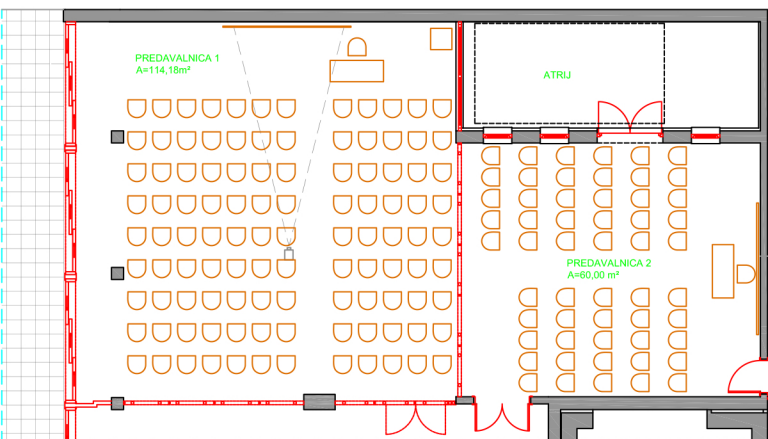 PREDAVALNICA 1
A=114,18m²
ATRIJ
PREDAVALNICA 2
A=60,00 m²